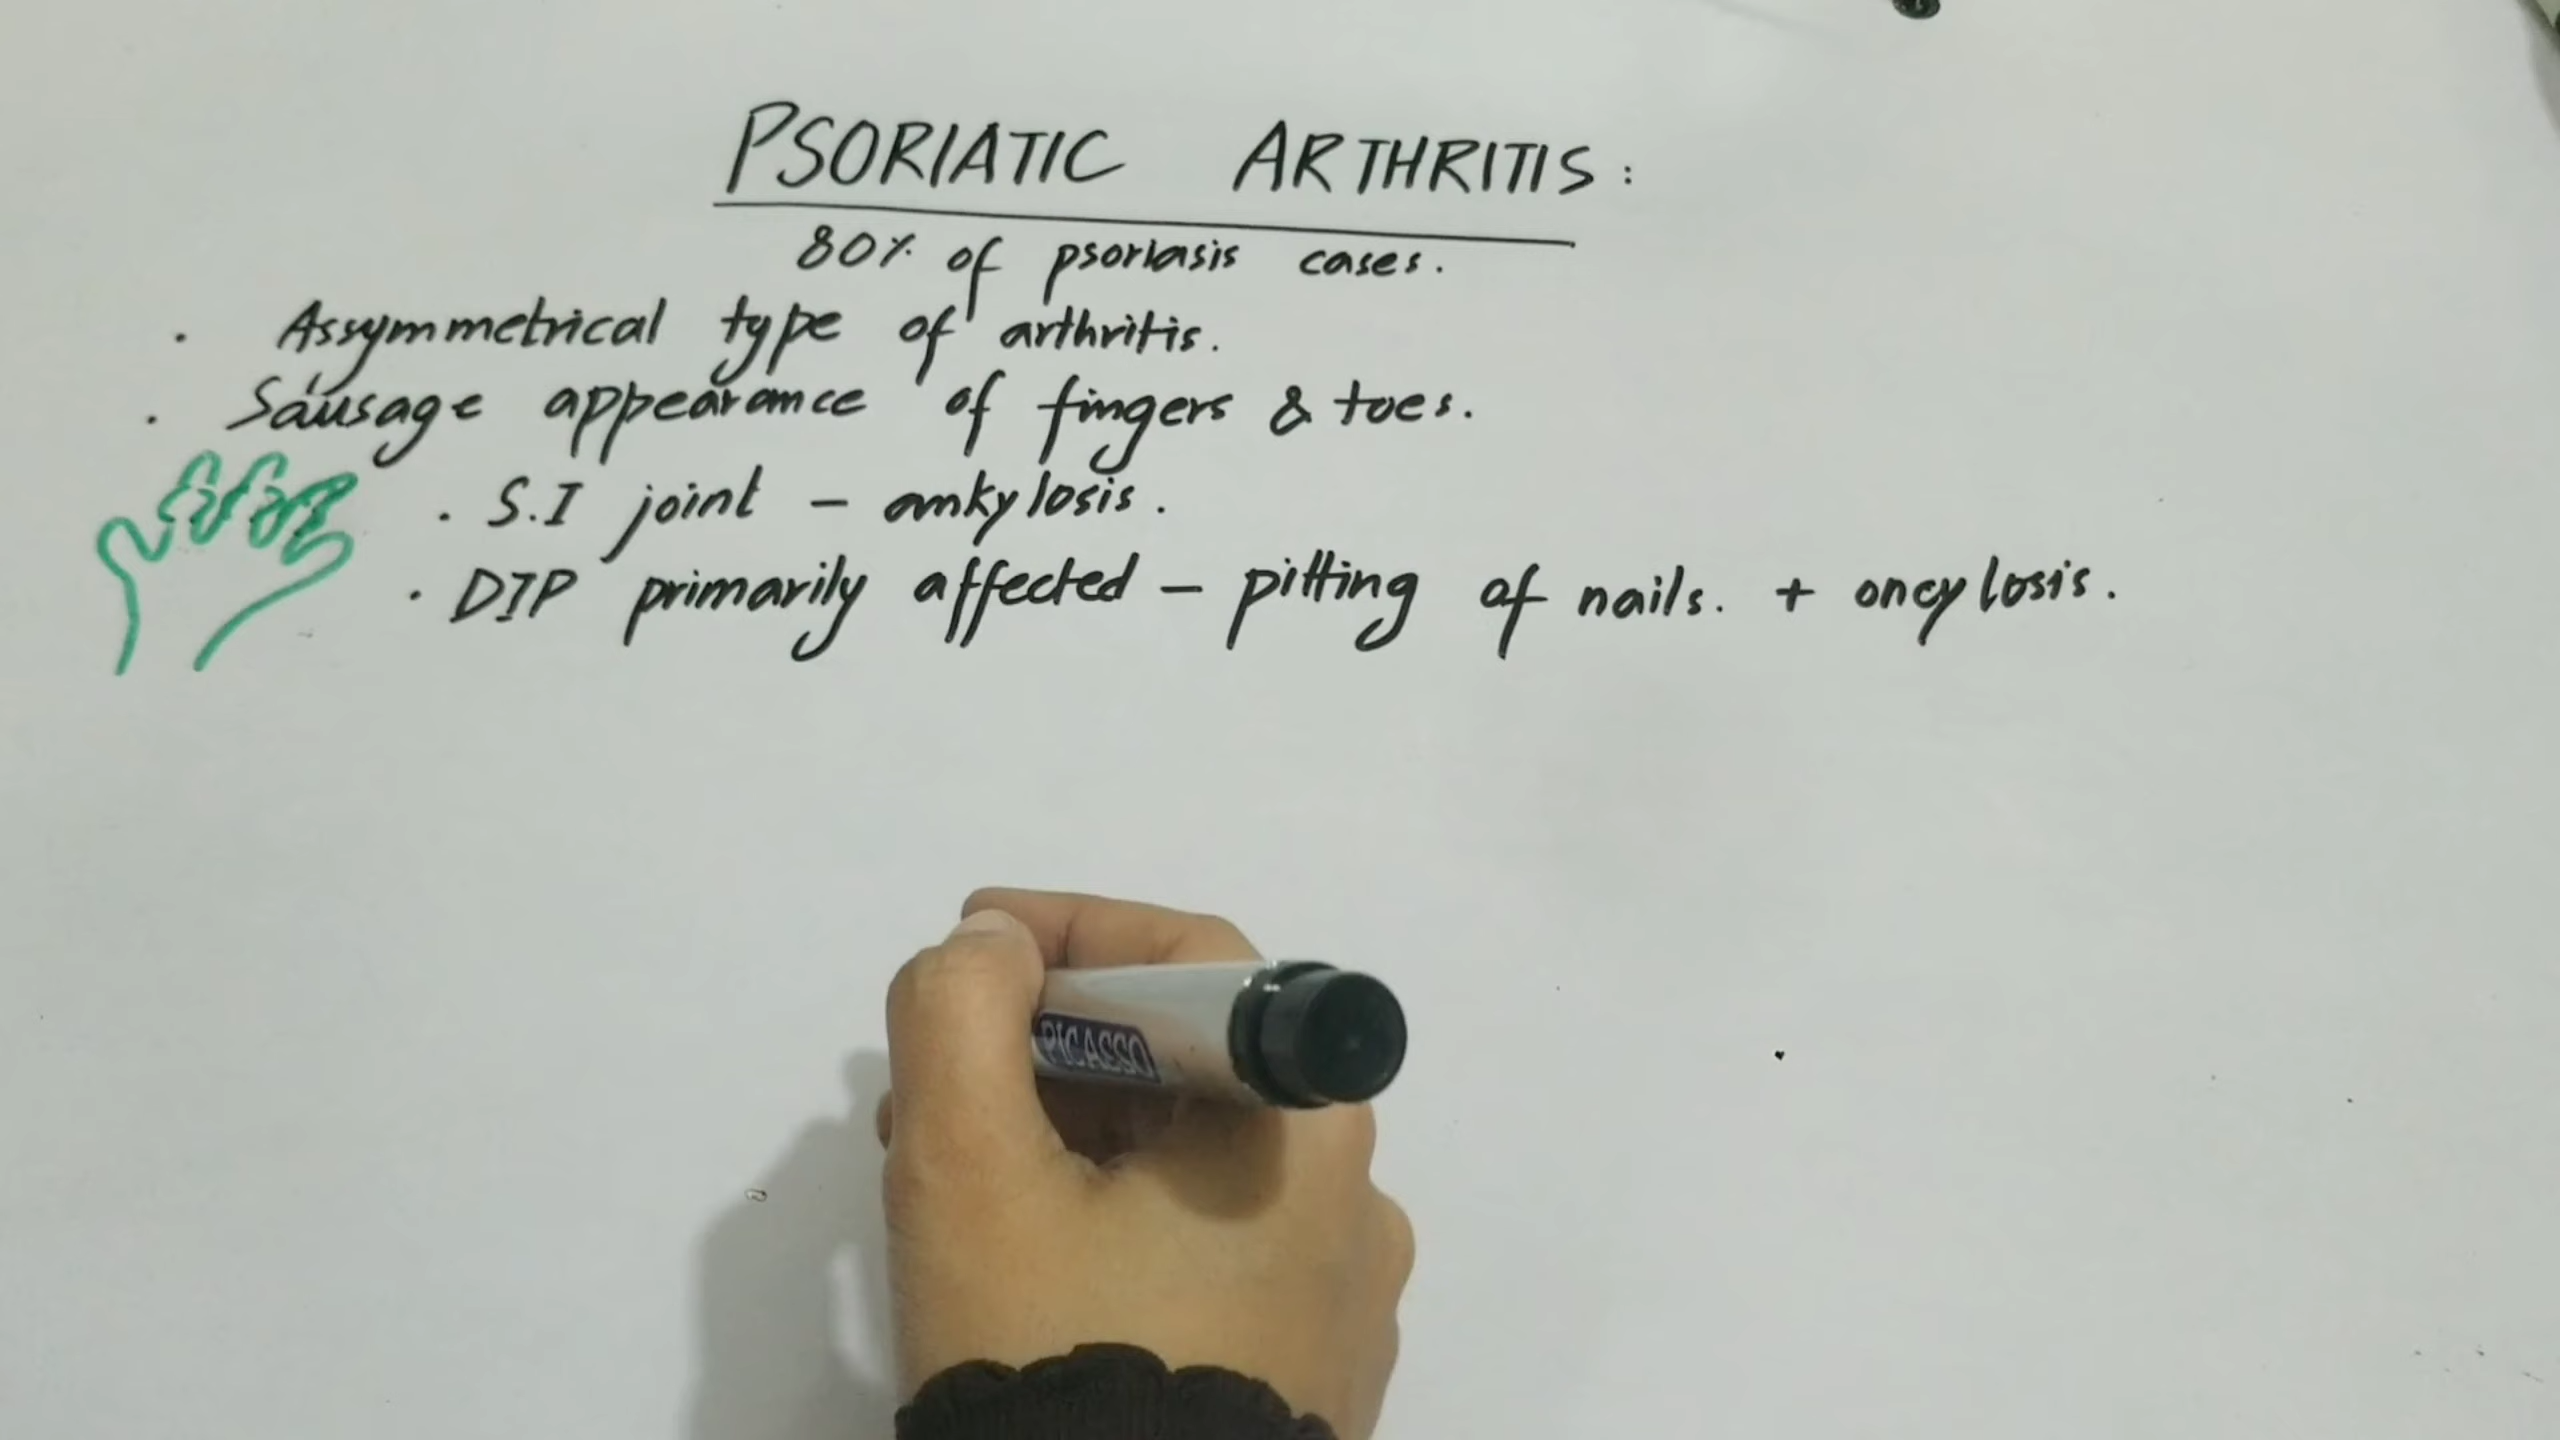 PSORIATIC ARTHRITIS:
80% of psoriasis cases.
. Assymmetrical type of arthritis.
. Sausage appearance of fingers & toes.
. S.I joint - ankylosis.
. DIP primarily affected - pitting of nails. + oncylosis.
PICASSO